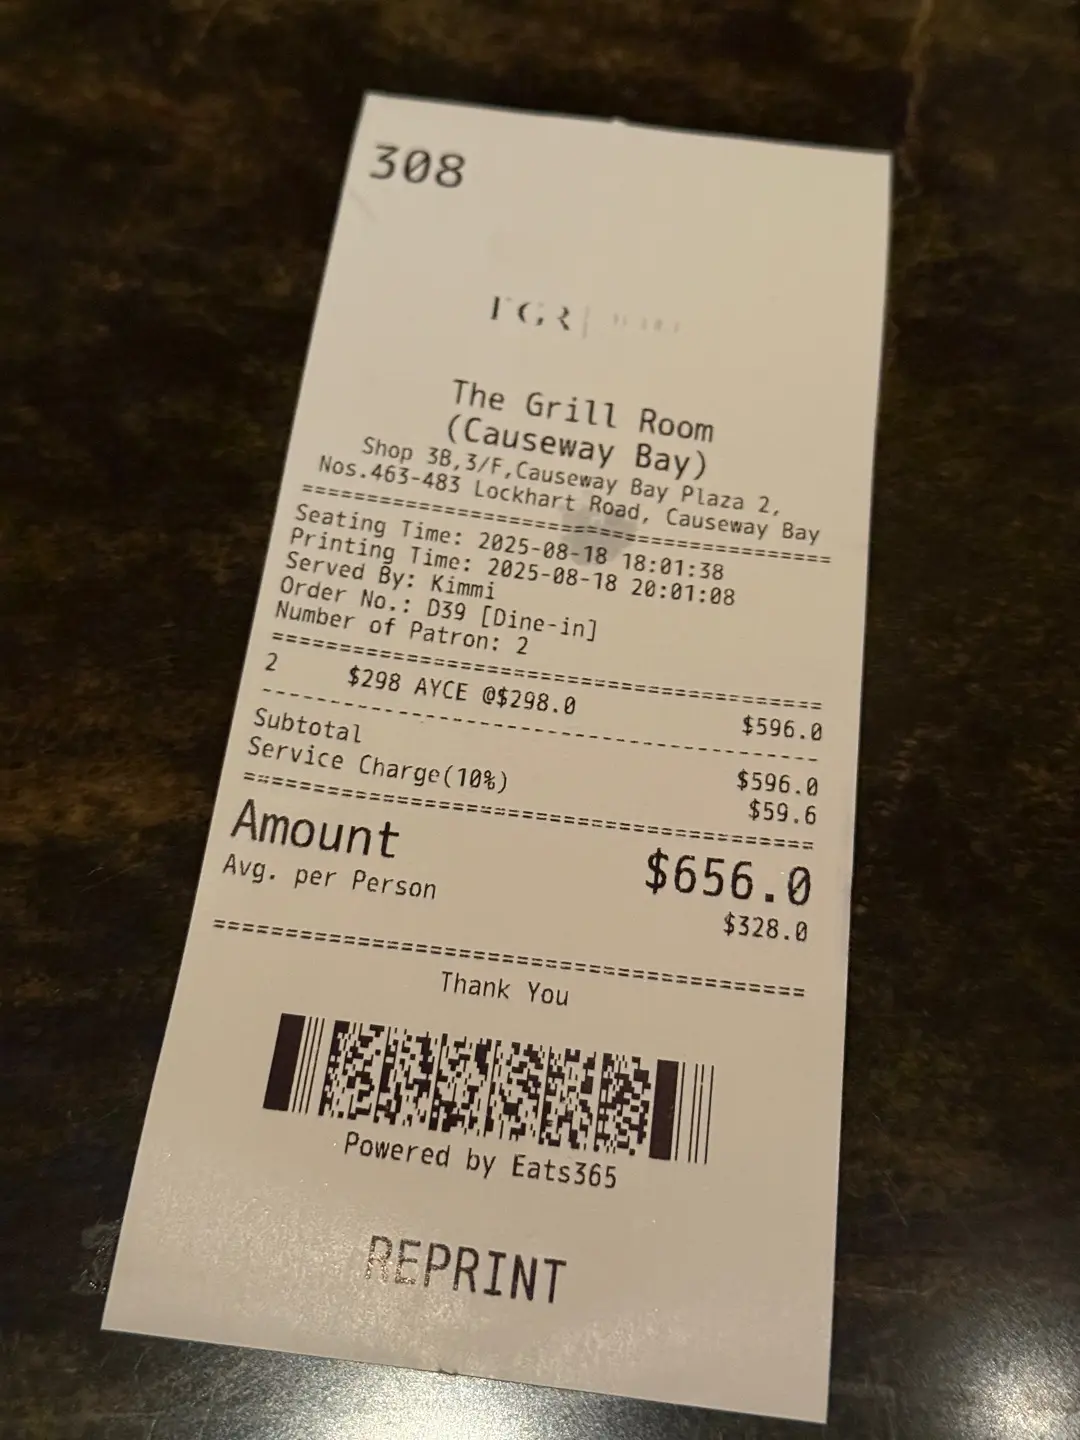 308
TGR
The Grill Room
(Causeway Bay)
Shop 3B,3/F,Causeway Bay Plaza 2,
Nos.463-483 Lockhart Road, Causeway Bay
========================================
Seating Time: 2025-08-18 18:01:38
Printing Time: 2025-08-18 20:01:08
Served By: Kimmi
Order No.: D39 [Dine-in]
Number of Patron: 2
========================================
2 $298 AYCE @$298.0 $596.0
----------------------------------------
Subtotal $596.0
Service Charge(10%) $59.6
========================================
Amount $656.0
Avg. per Person $328.0
========================================
Thank You
Powered by Eats365
REPRINT